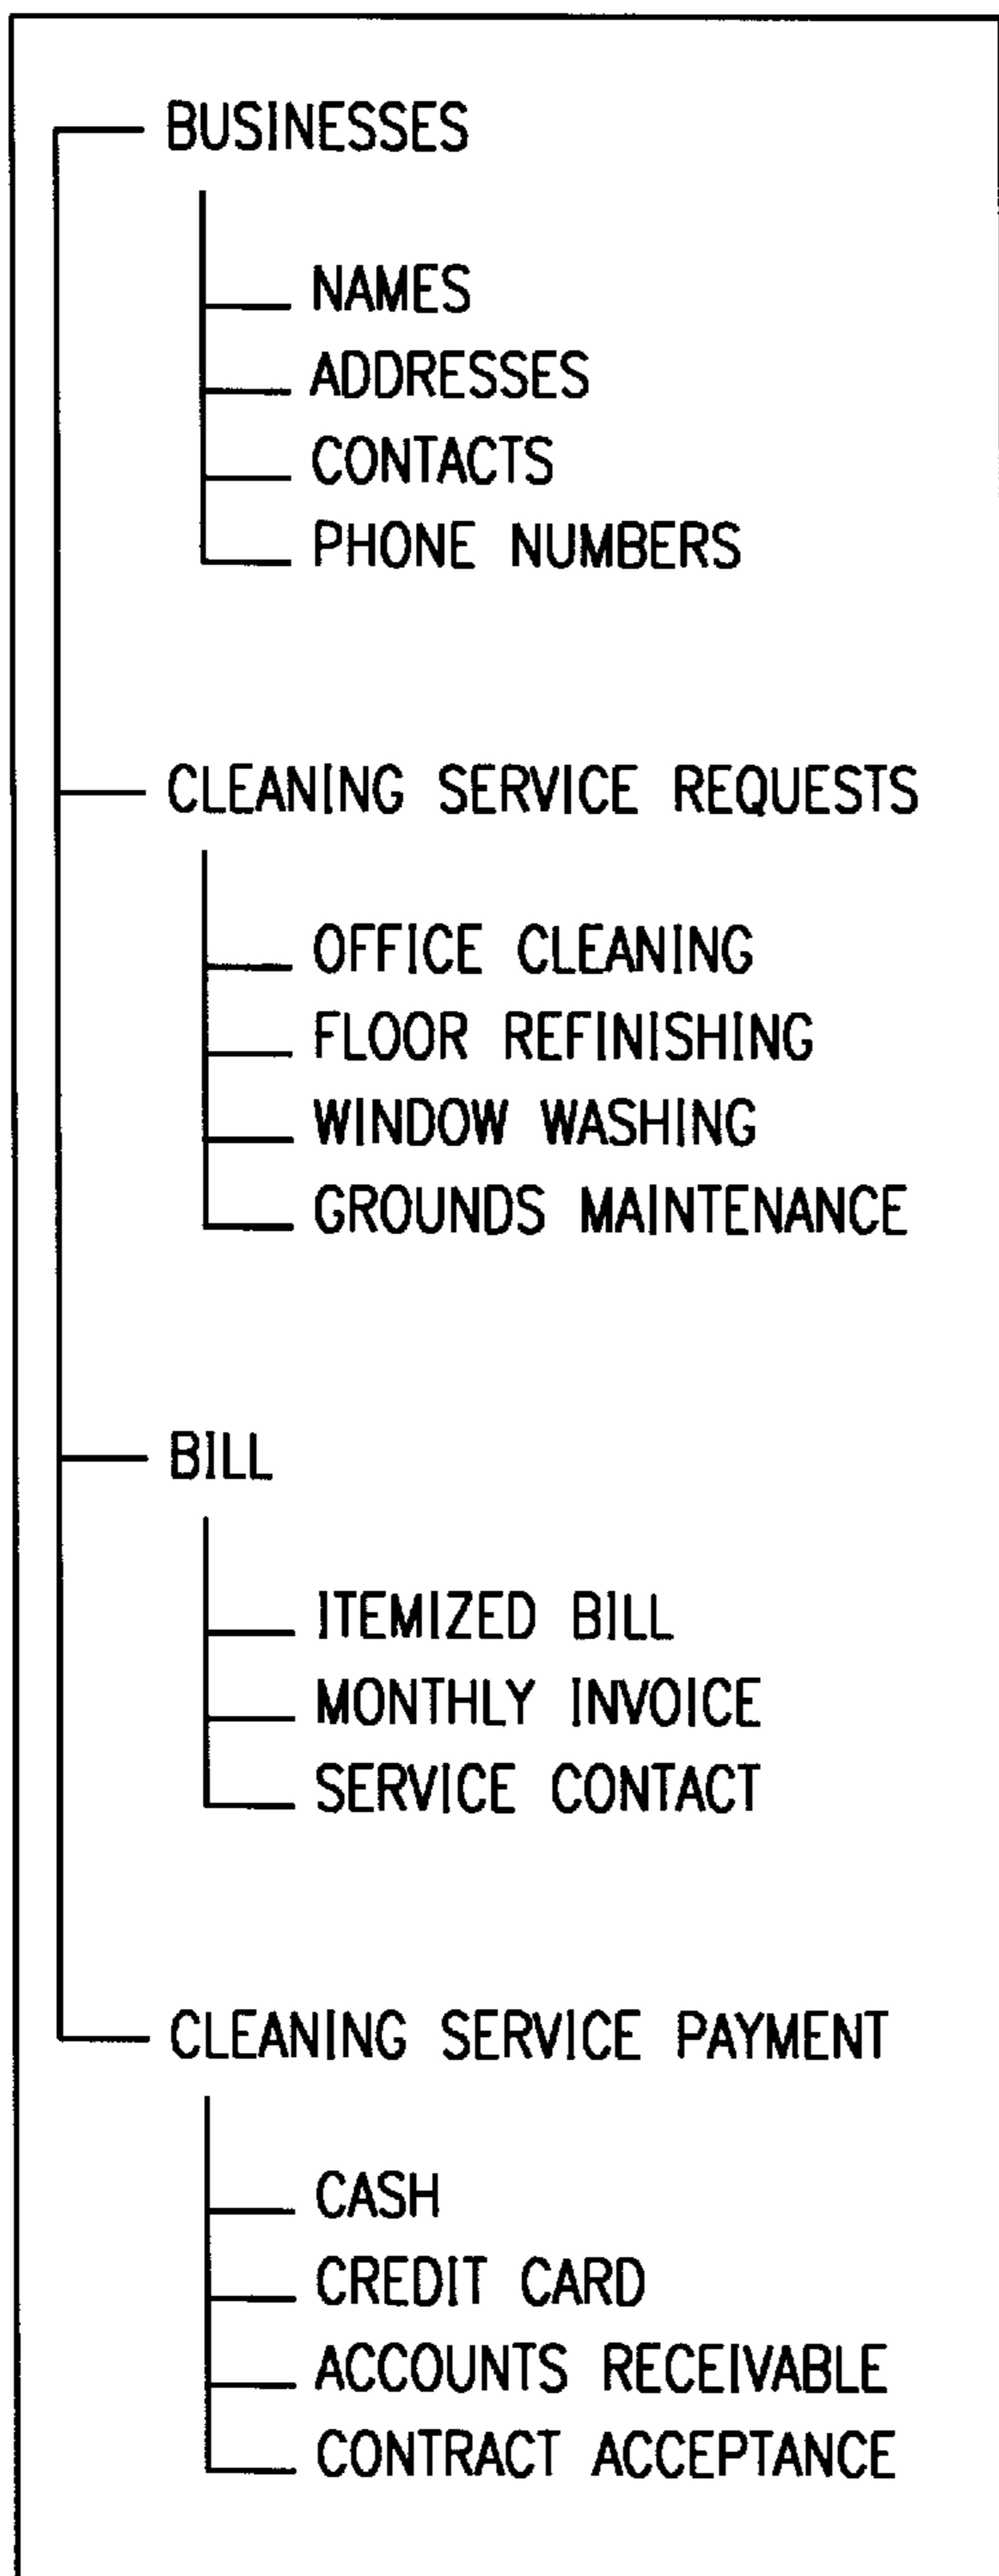 BUSINESSES
NAMES
ADDRESSES
CONTACTS
PHONE NUMBERS
CLEANING SERVICE REQUESTS
OFFICE CLEANING
FLOOR REFINISHING
WINDOW WASHING
GROUNDS MAINTENANCE
BILL
ITEMIZED BILL
MONTHLY INVOICE
SERVICE CONTACT
CLEANING SERVICE PAYMENT
CASH
CREDIT CARD
ACCOUNTS RECEIVABLE
CONTRACT ACCEPTANCE